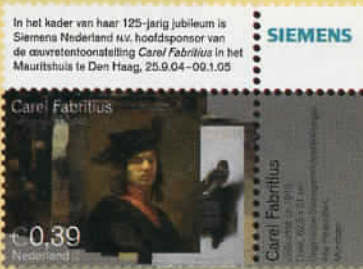 In het kader van haar 125-jarig jubileum is
Siemens Nederland N.V. hoofdsponsor van
de œuvretentoonstelling Carel Fabritius in het
Mauritshuis te Den Haag, 25.9.04–09.1.05
SIEMENS
Carel Fabritius
€0,39
Nederland
Carel Fabritius